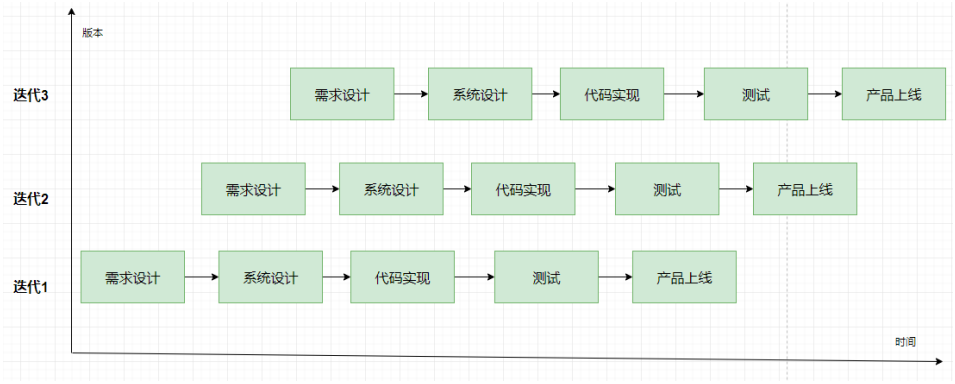 版本
迭代3
需求设计
系统设计
代码实现
测试
产品上线
迭代2
需求设计
系统设计
代码实现
测试
产品上线
迭代1
需求设计
系统设计
代码实现
测试
产品上线
时间